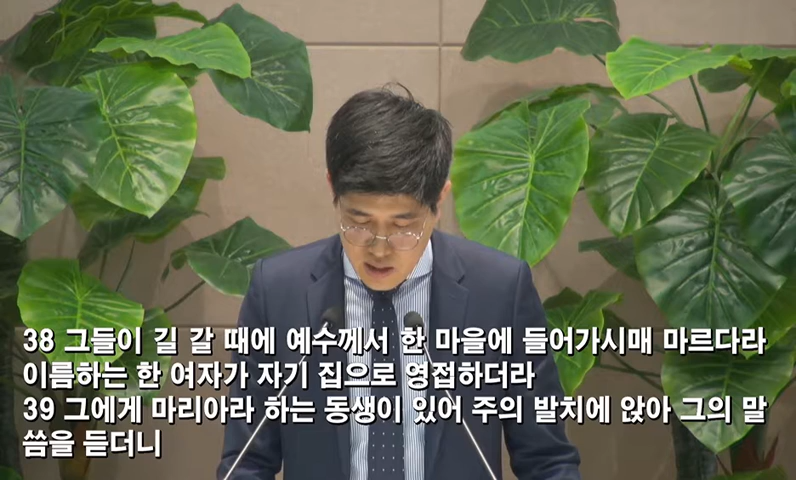 38 그들이 길 갈 때에 예수께서 한 마을에 들어가시매 마르다라
이름하는 한 여자가 자기 집으로 영접하더라
39 그에게 마리아라 하는 동생이 있어 주의 발치에 앉아 그의 말
씀을 듣더니